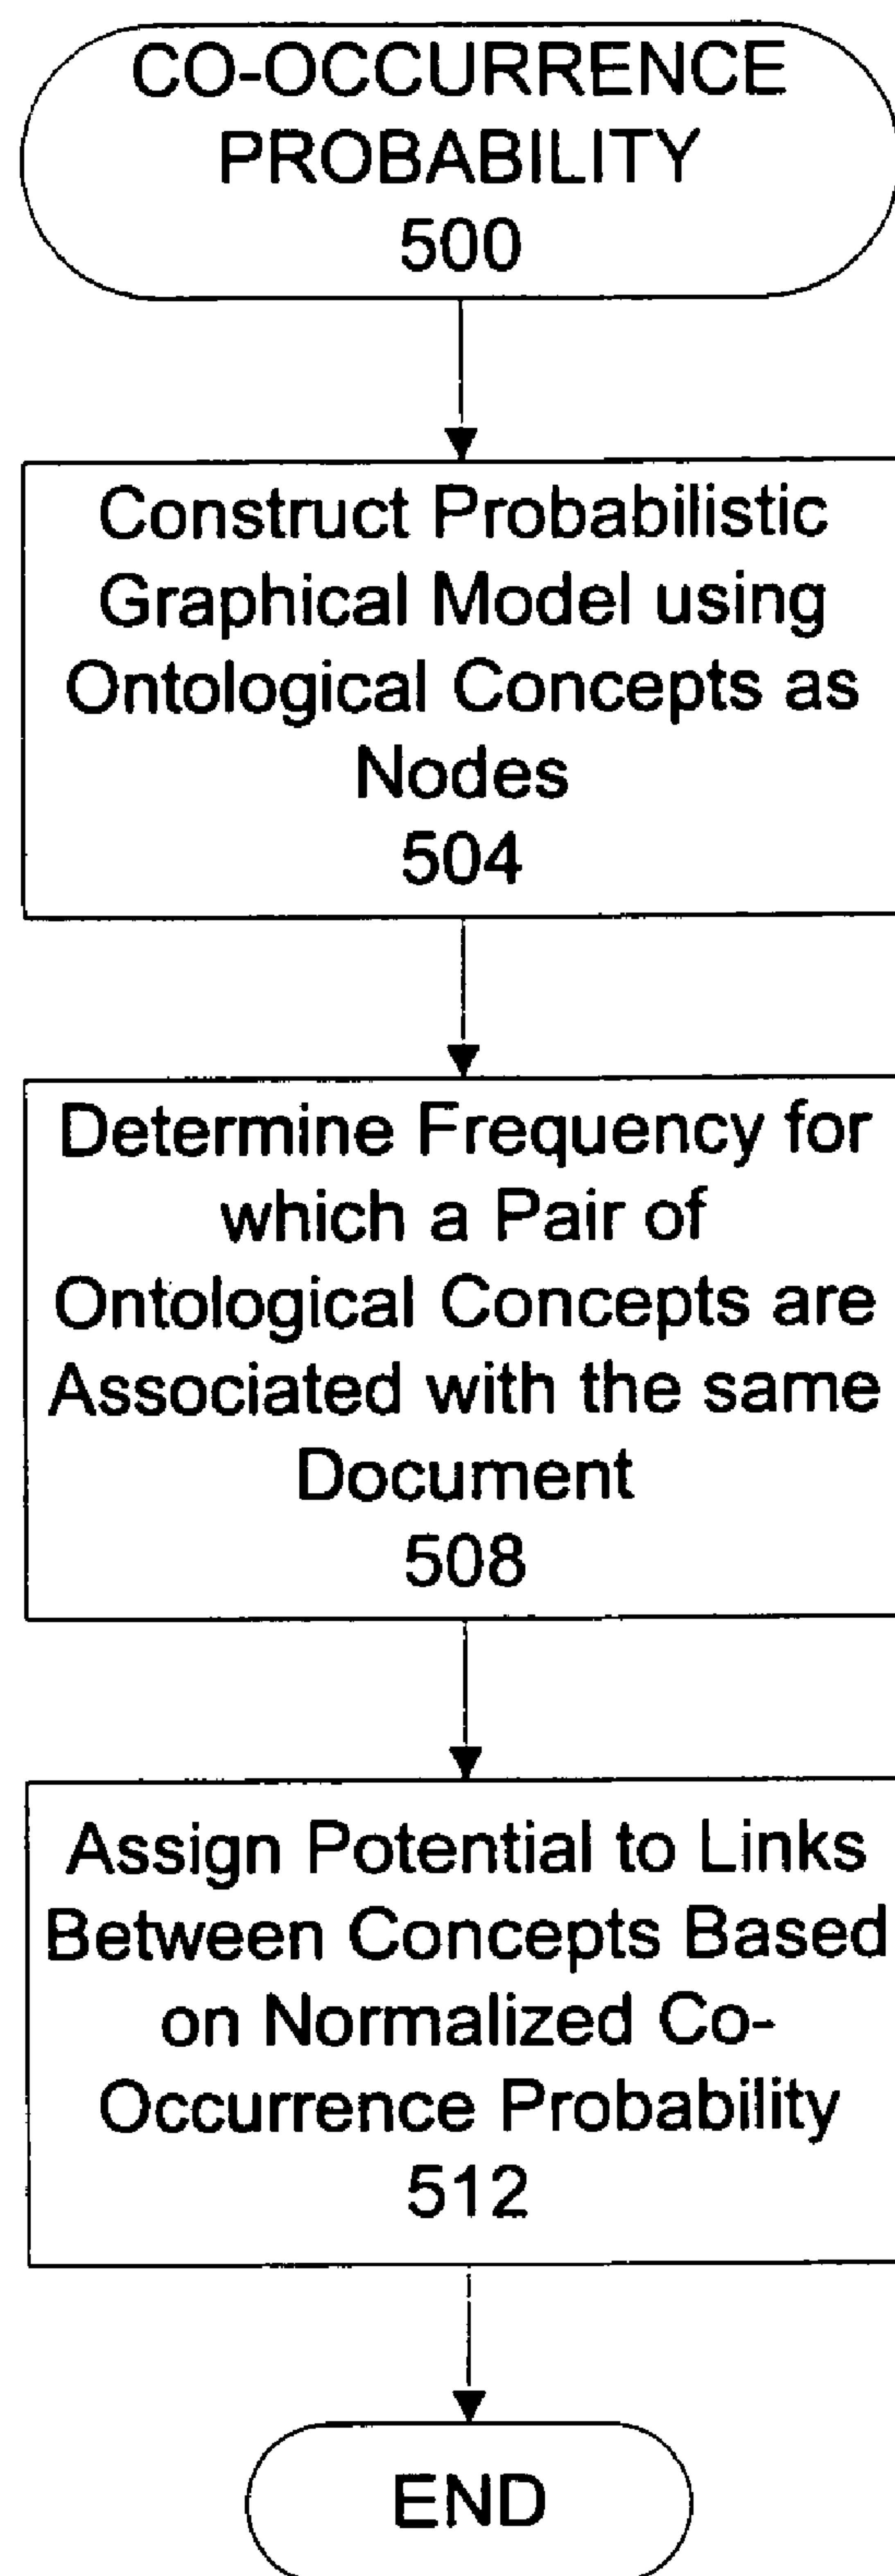 CO-OCCURRENCE
PROBABILITY
500
Construct Probabilistic
Graphical Model using
Ontological Concepts as
Nodes
504
Determine Frequency for
which a Pair of
Ontological Concepts are
Associated with the same
Document
508
Assign Potential to Links
Between Concepts Based
on Normalized Co-
Occurrence Probability
512
END